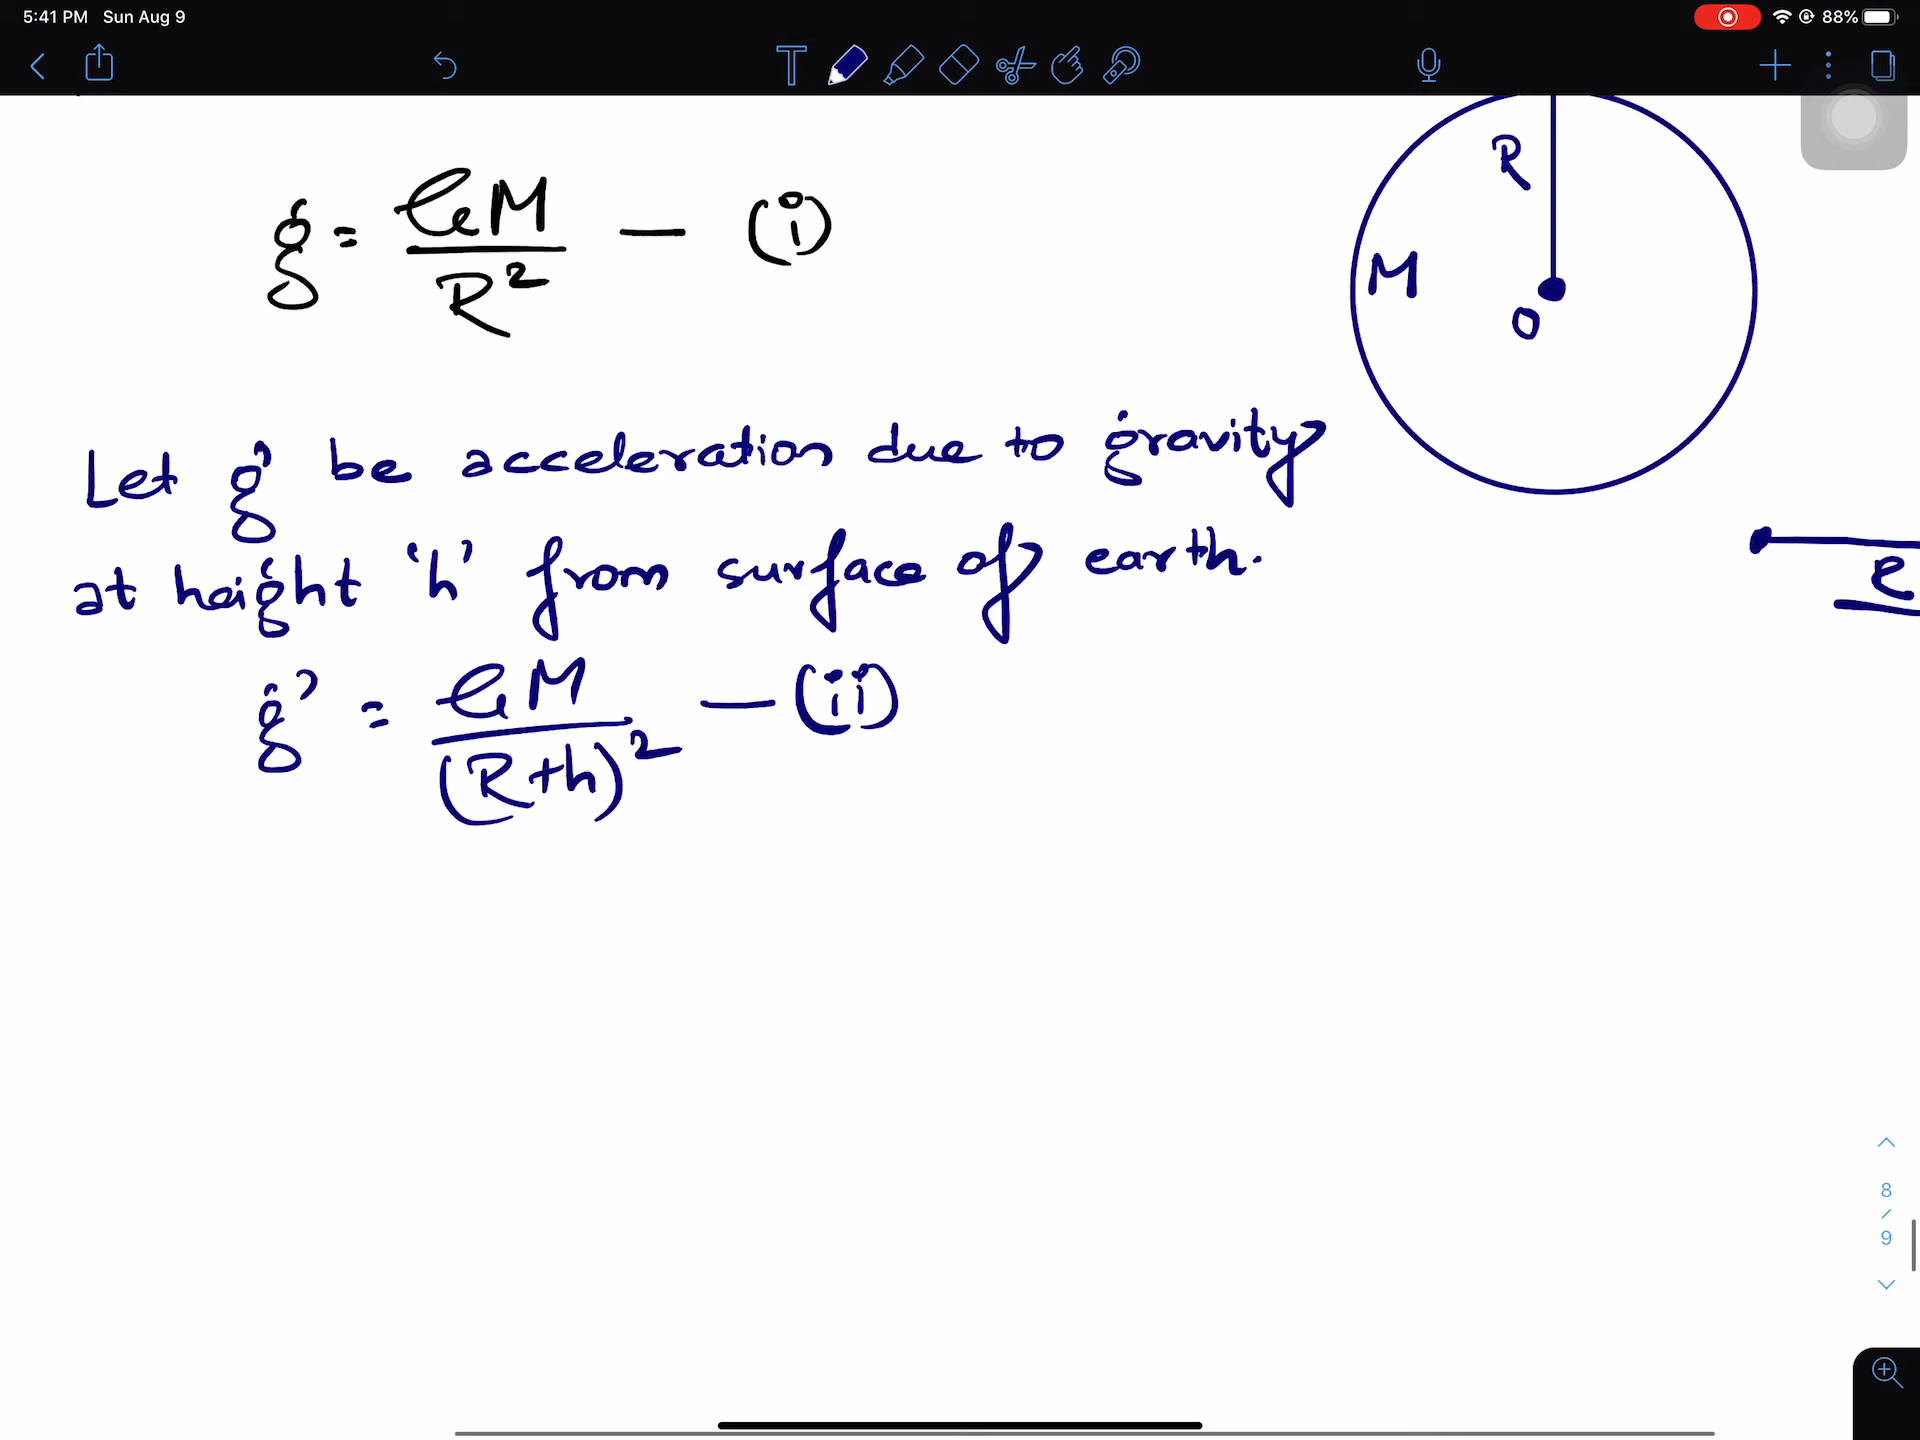 5:41 PM Sun Aug 9
88%
T
g = GM/R² — (i)
R
M
O
Let g' be acceleration due to gravity
at height 'h' from surface of earth.
g' = GM/(R+h)² — (ii)
8
/
9